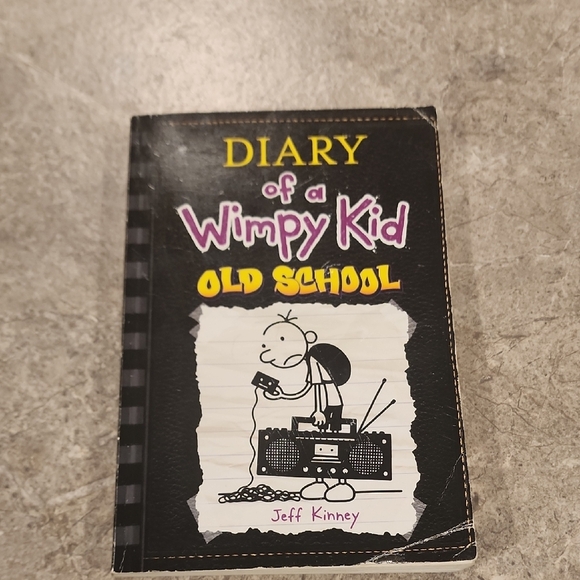 DIARY
of a
Wimpy Kid
OLD SCHOOL
Jeff Kinney